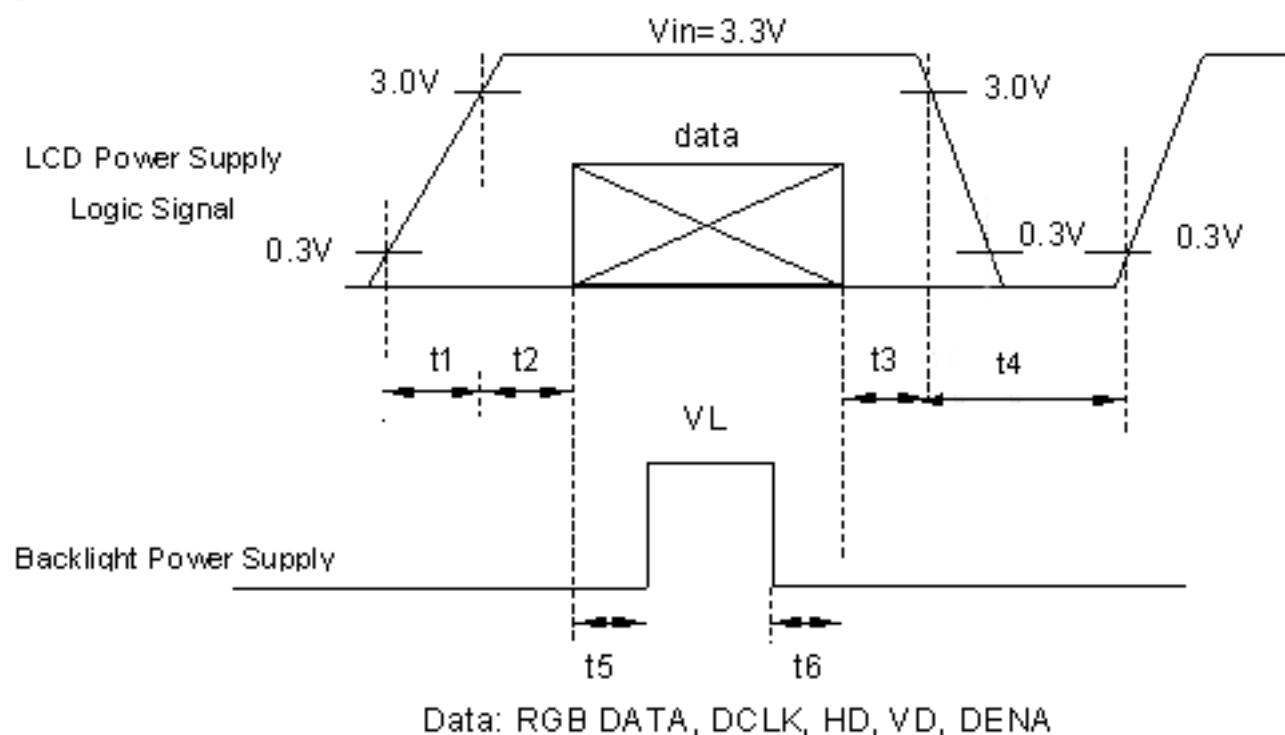 Vin=3.3V
3.0V
3.0V
data
LCD Power Supply
Logic Signal
0.3V
0.3V
0.3V
t1
t2
t3
t4
VL
Backlight Power Supply
t5
t6
Data: RGB DATA, DCLK, HD, VD, DENA